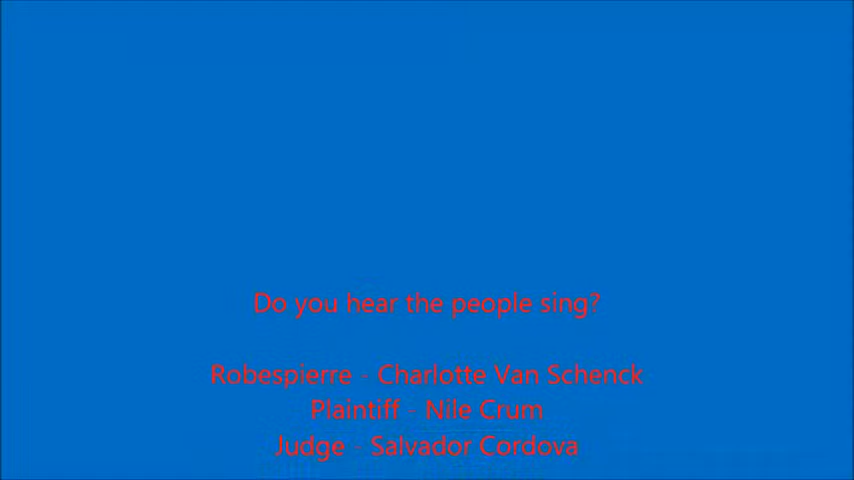 Do you hear the people sing?
Robespierre - Charlotte Van Schenck
Plaintiff - Nile Crum
Judge - Salvador Cordova